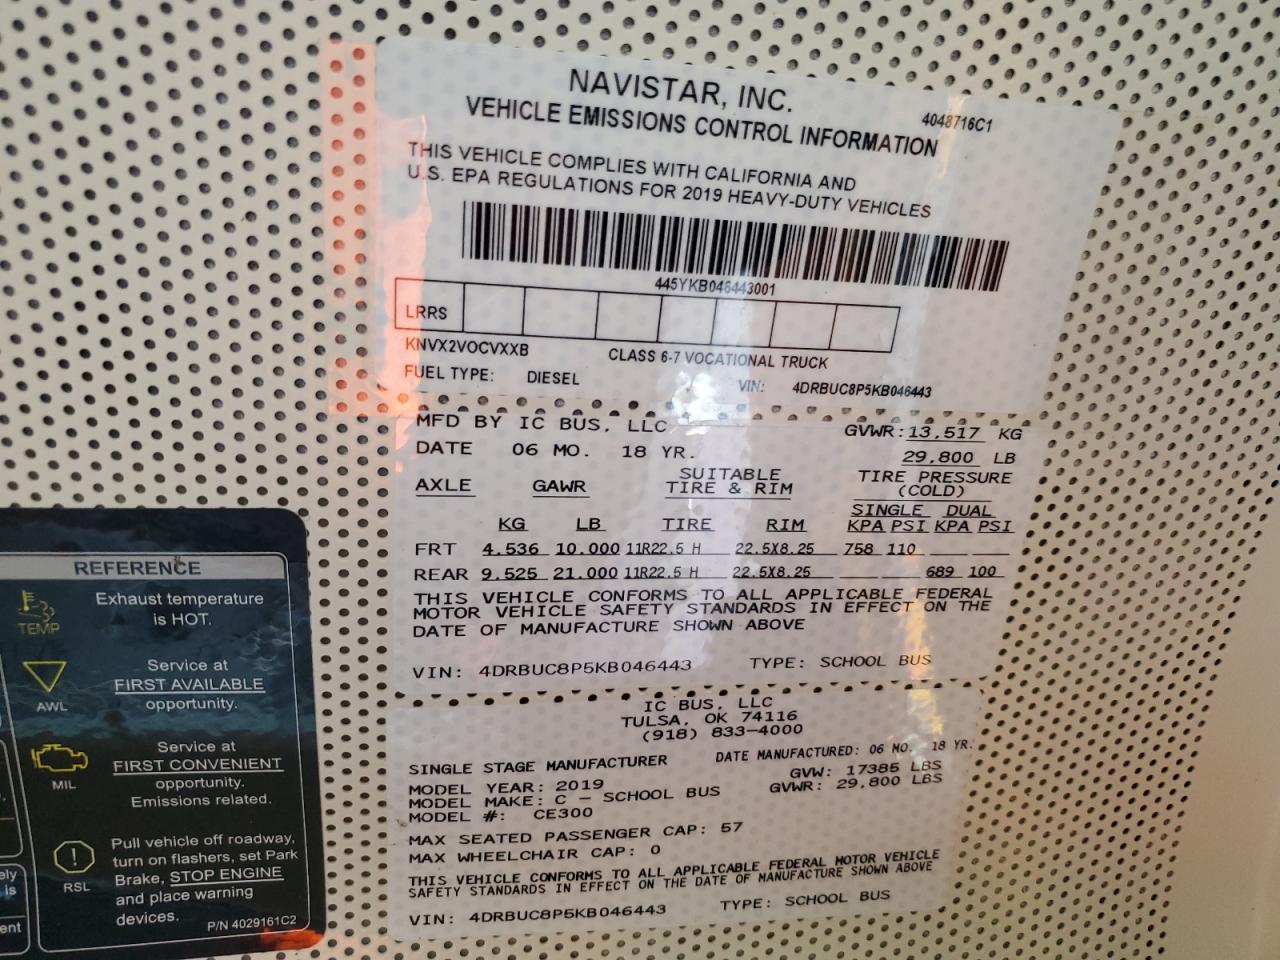 NAVISTAR, INC.
VEHICLE EMISSIONS CONTROL INFORMATION
4048716C1
THIS VEHICLE COMPLIES WITH CALIFORNIA AND
U.S. EPA REGULATIONS FOR 2019 HEAVY-DUTY VEHICLES
445YKB046443001
LRRS
KNVX2VOCVXXB CLASS 6-7 VOCATIONAL TRUCK
FUEL TYPE: DIESEL VIN: 4DRBUC8P5KB046443
MFD BY IC BUS, LLC GVWR: 13,517 KG
DATE 06 MO. 18 YR. 29,800 LB
AXLE GAWR SUITABLE TIRE & RIM TIRE PRESSURE (COLD)
SINGLE DUAL
KG LB TIRE RIM KPA PSI KPA PSI
FRT 4,536 10,000 11R22.5 H 22.5X8.25 758 110
REAR 9,525 21,000 11R22.5 H 22.5X8.25 689 100
THIS VEHICLE CONFORMS TO ALL APPLICABLE FEDERAL
MOTOR VEHICLE SAFETY STANDARDS IN EFFECT ON THE
DATE OF MANUFACTURE SHOWN ABOVE
VIN: 4DRBUC8P5KB046443 TYPE: SCHOOL BUS
IC BUS, LLC
TULSA, OK 74116
(918) 833-4000
SINGLE STAGE MANUFACTURER DATE MANUFACTURED: 06 MO. 18 YR.
MODEL YEAR: 2019 GVW: 17385 LBS
MODEL MAKE: C - SCHOOL BUS GVWR: 29,800 LBS
MODEL #: CE300
MAX SEATED PASSENGER CAP: 57
MAX WHEELCHAIR CAP: 0
THIS VEHICLE CONFORMS TO ALL APPLICABLE FEDERAL MOTOR VEHICLE
SAFETY STANDARDS IN EFFECT ON THE DATE OF MANUFACTURE SHOWN ABOVE
VIN: 4DRBUC8P5KB046443 TYPE: SCHOOL BUS
REFERENCE
TEMP
Exhaust temperature
is HOT.
AWL
Service at
FIRST AVAILABLE
opportunity.
MIL
Service at
FIRST CONVENIENT
opportunity.
Emissions related.
RSL
Pull vehicle off roadway,
turn on flashers, set Park
Brake, STOP ENGINE
and place warning
devices.
P/N 4029161C2
is